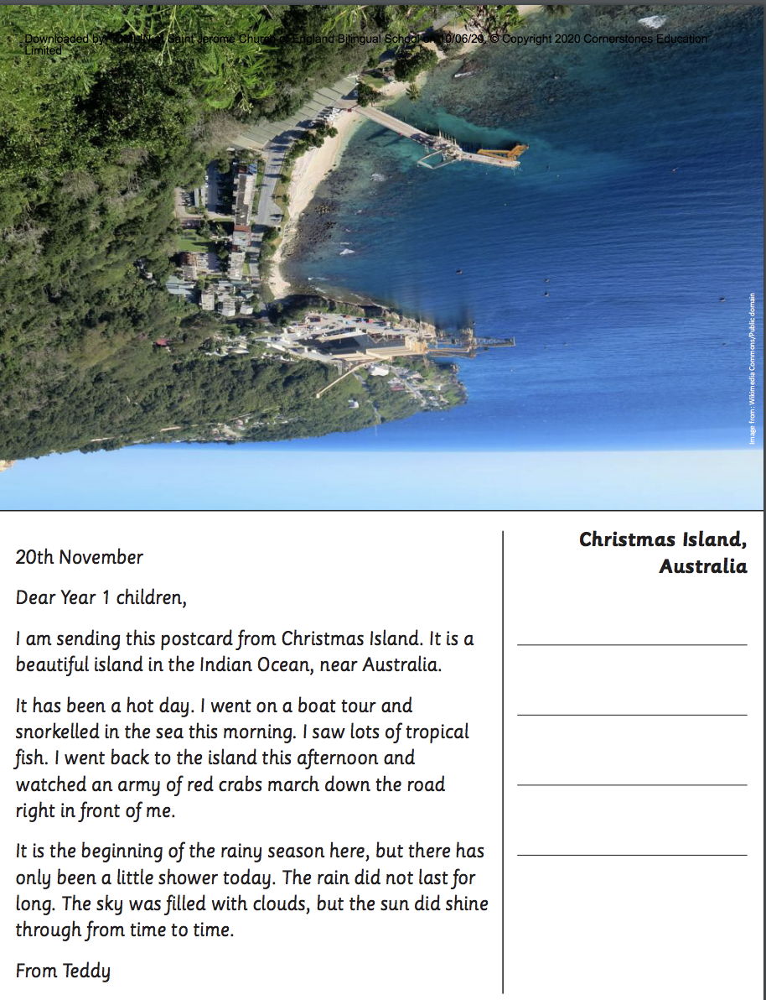 Downloaded by at Saint Jerome Church of England Bilingual School on 10/06/20. © Copyright 2020 Cornerstones Education
Limited
Image from: Wikimedia Commons/Public domain
20th November
Dear Year 1 children,
I am sending this postcard from Christmas Island. It is a
beautiful island in the Indian Ocean, near Australia.
It has been a hot day. I went on a boat tour and
snorkelled in the sea this morning. I saw lots of tropical
fish. I went back to the island this afternoon and
watched an army of red crabs march down the road
right in front of me.
It is the beginning of the rainy season here, but there has
only been a little shower today. The rain did not last for
long. The sky was filled with clouds, but the sun did shine
through from time to time.
From Teddy
Christmas Island,
Australia